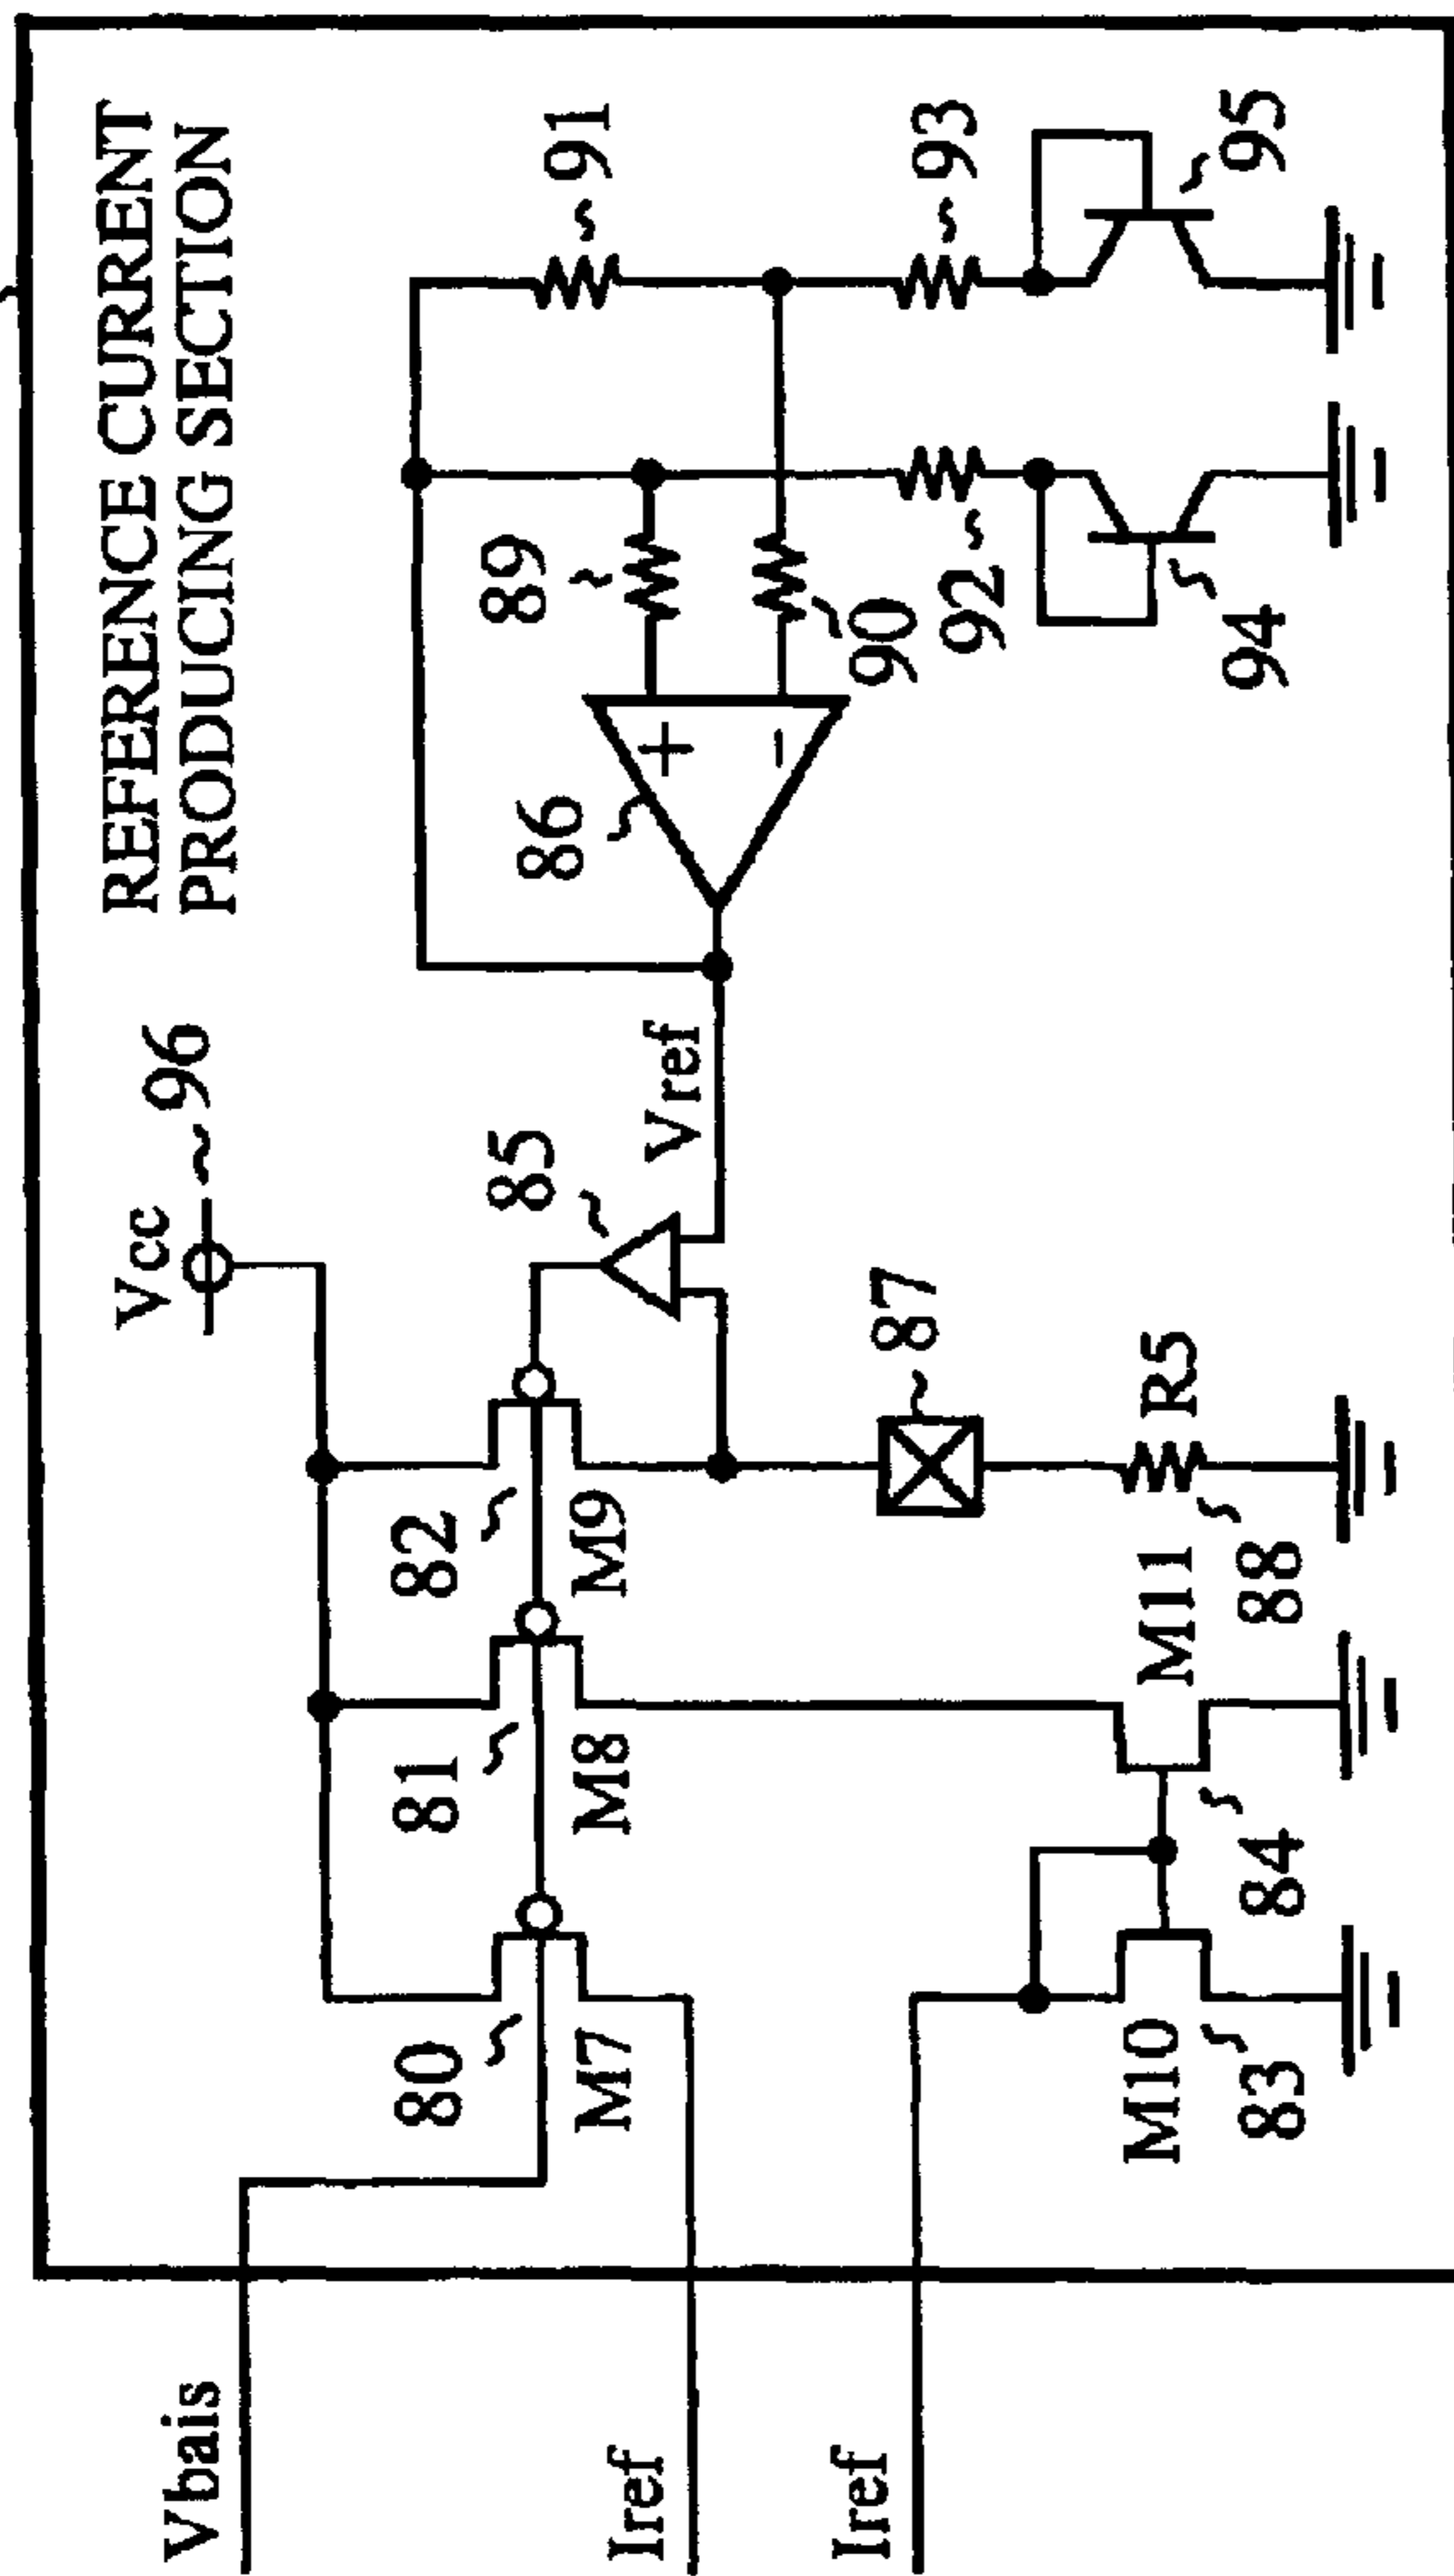 REFERENCE CURRENT
PRODUCING SECTION
Vcc
96
82
81
80
M9
M8
M7
85
Vref
86
+
-
89
90
91
92
93
94
95
87
R5
88
M11
84
M10
83
Vbais
Iref
Iref